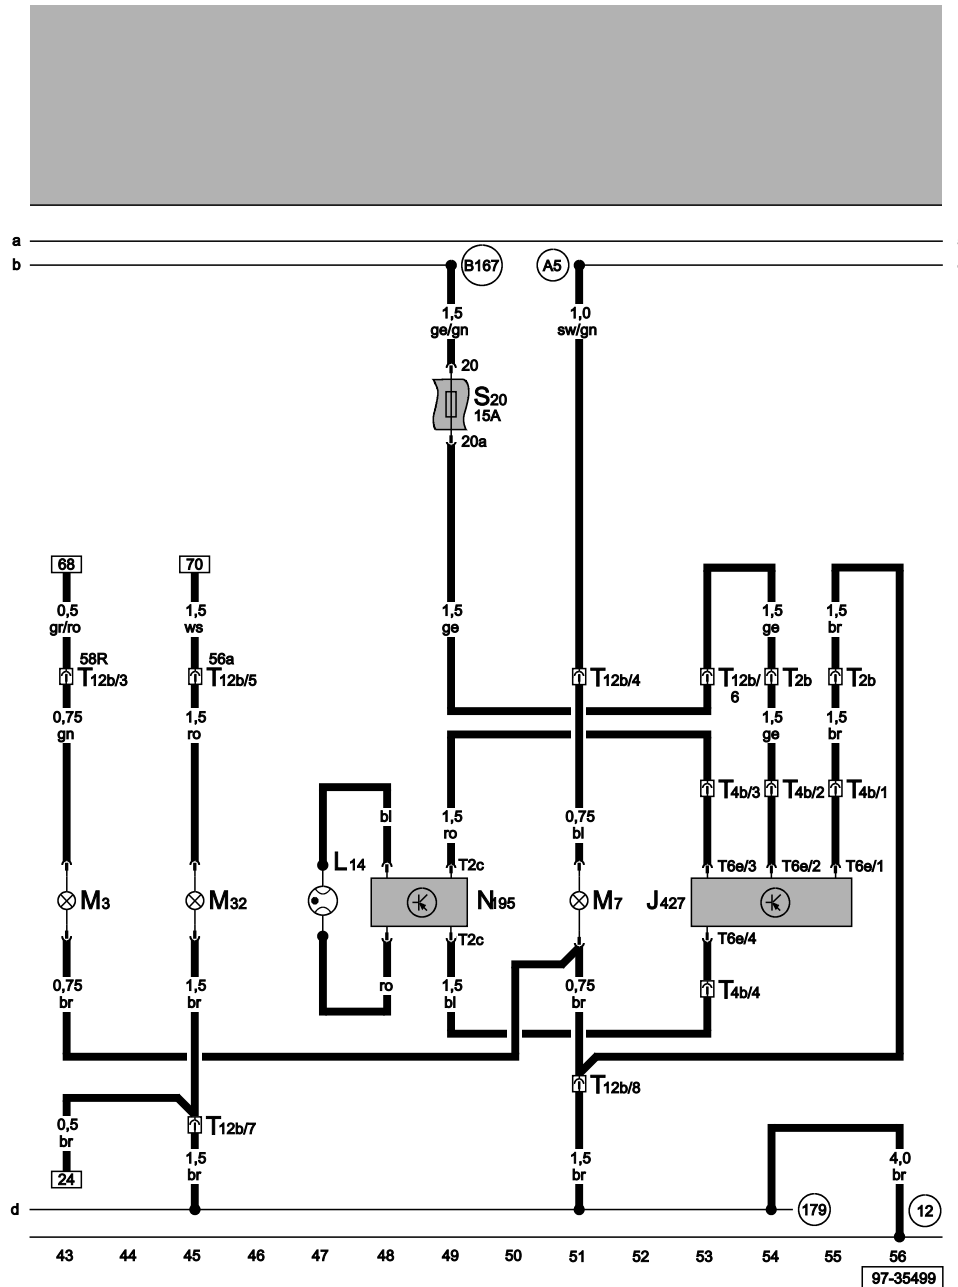 a
b
B167
A5
1,5
ge/gn
1,0
sw/gn
20
S20
15A
20a
68
70
0,5
gr/ro
1,5
ws
1,5
ge
1,5
ge
1,5
br
58R
T12b/3
56a
T12b/5
T12b/4
T12b/
6
T2b
T2b
0,75
gn
1,5
ro
1,5
ge
1,5
br
T4b/3
T4b/2
T4b/1
bl
1,5
ro
0,75
bl
L14
T2c
T6e/3
T6e/2
T6e/1
M3
M32
N195
M7
J427
T2c
T6e/4
0,75
br
1,5
br
ro
1,5
bl
0,75
br
T4b/4
T12b/8
0,5
br
T12b/7
24
1,5
br
1,5
br
4,0
br
d
179
12
43 44 45 46 47 48 49 50 51 52 53 54 55 56
97-35499